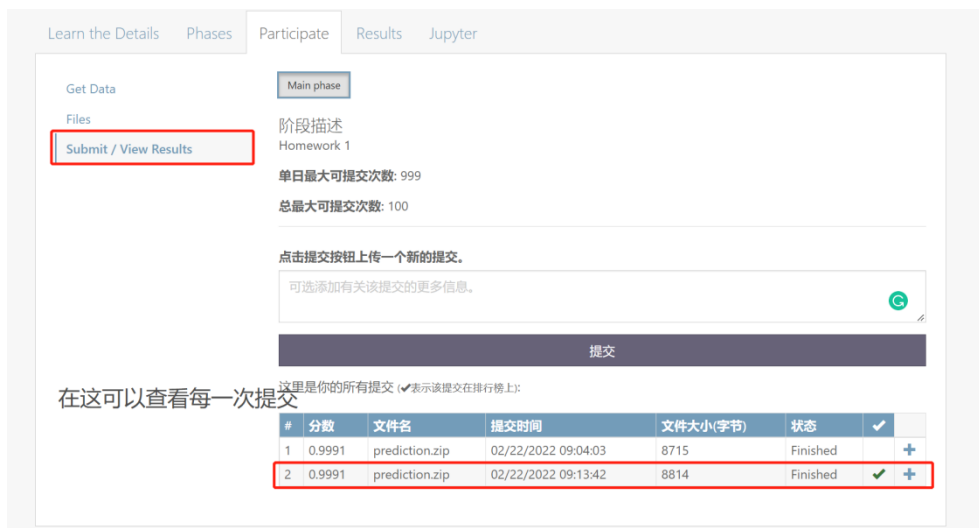 Learn the Details Phases Participate Results Jupyter
Get Data
Files
Submit / View Results
Main phase
阶段描述
Homework 1
单日最大可提交次数: 999
总最大可提交次数: 100
点击提交按钮上传一个新的提交。
可选添加有关该提交的更多信息。
提交
在这可以查看每一次提交
这里是你的所有提交 (✔表示该提交在排行榜上):
# 分数 文件名 提交时间 文件大小(字节) 状态 ✔
1 0.9991 prediction.zip 02/22/2022 09:04:03 8715 Finished +
2 0.9991 prediction.zip 02/22/2022 09:13:42 8814 Finished ✔ +